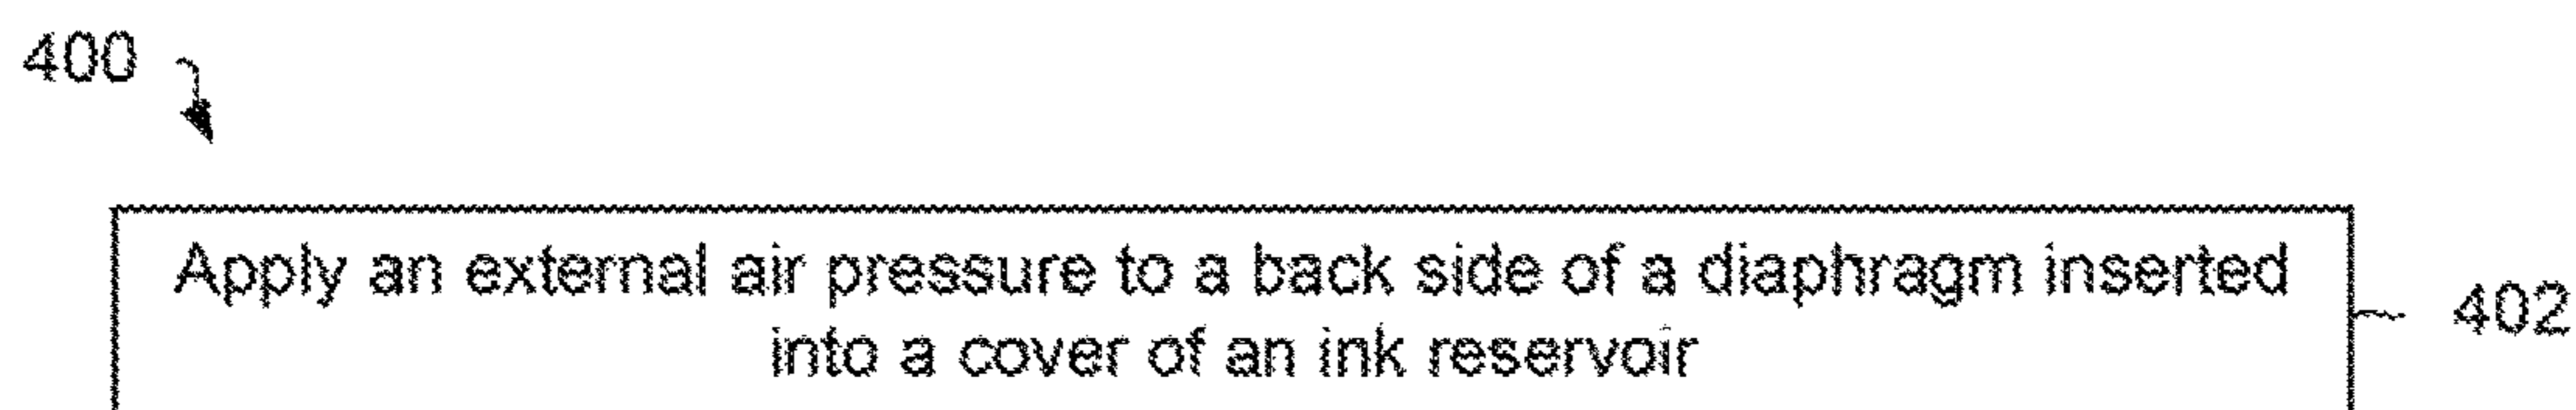 400
Apply an external air pressure to a back side of a diaphragm inserted
into a cover of an ink reservoir
402